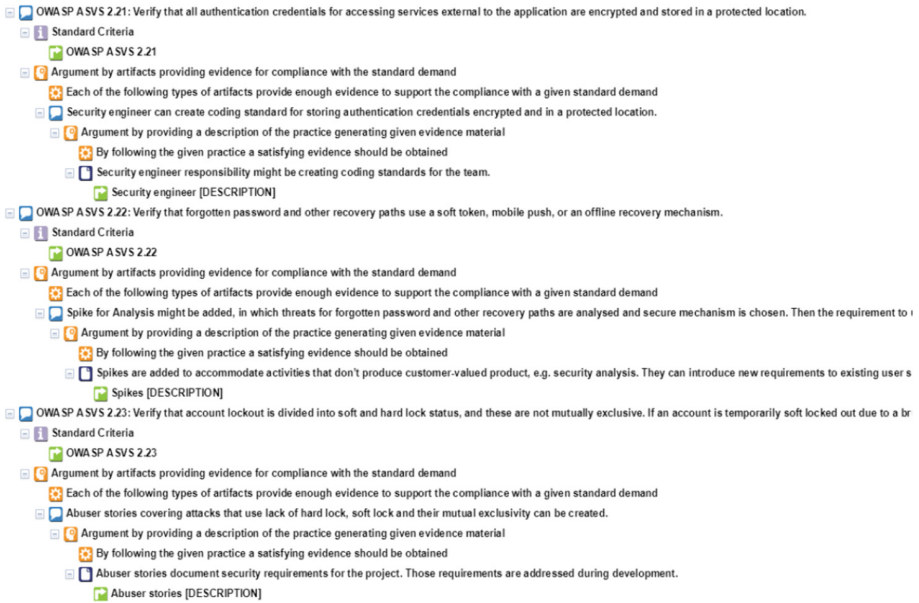 OWASP ASVS 2.21: Verify that all authentication credentials for accessing services external to the application are encrypted and stored in a protected location.
Standard Criteria
OWASP ASVS 2.21
Argument by artifacts providing evidence for compliance with the standard demand
Each of the following types of artifacts provide enough evidence to support the compliance with a given standard demand
Security engineer can create coding standard for storing authentication credentials encrypted and in a protected location.
Argument by providing a description of the practice generating given evidence material
By following the given practice a satisfying evidence should be obtained
Security engineer responsibility might be creating coding standards for the team.
Security engineer [DESCRIPTION]
OWASP ASVS 2.22: Verify that forgotten password and other recovery paths use a soft token, mobile push, or an offline recovery mechanism.
Standard Criteria
OWASP ASVS 2.22
Argument by artifacts providing evidence for compliance with the standard demand
Each of the following types of artifacts provide enough evidence to support the compliance with a given standard demand
Spike for Analysis might be added, in which threats for forgotten password and other recovery paths are analysed and secure mechanism is chosen. Then the requirement to
Argument by providing a description of the practice generating given evidence material
By following the given practice a satisfying evidence should be obtained
Spikes are added to accommodate activities that don't produce customer-valued product, e.g. security analysis. They can introduce new requirements to existing user s
Spikes [DESCRIPTION]
OWASP ASVS 2.23: Verify that account lockout is divided into soft and hard lock status, and these are not mutually exclusive. If an account is temporarily soft locked out due to a br
Standard Criteria
OWASP ASVS 2.23
Argument by artifacts providing evidence for compliance with the standard demand
Each of the following types of artifacts provide enough evidence to support the compliance with a given standard demand
Abuser stories covering attacks that use lack of hard lock, soft lock and their mutual exclusivity can be created.
Argument by providing a description of the practice generating given evidence material
By following the given practice a satisfying evidence should be obtained
Abuser stories document security requirements for the project. Those requirements are addressed during development.
Abuser stories [DESCRIPTION]